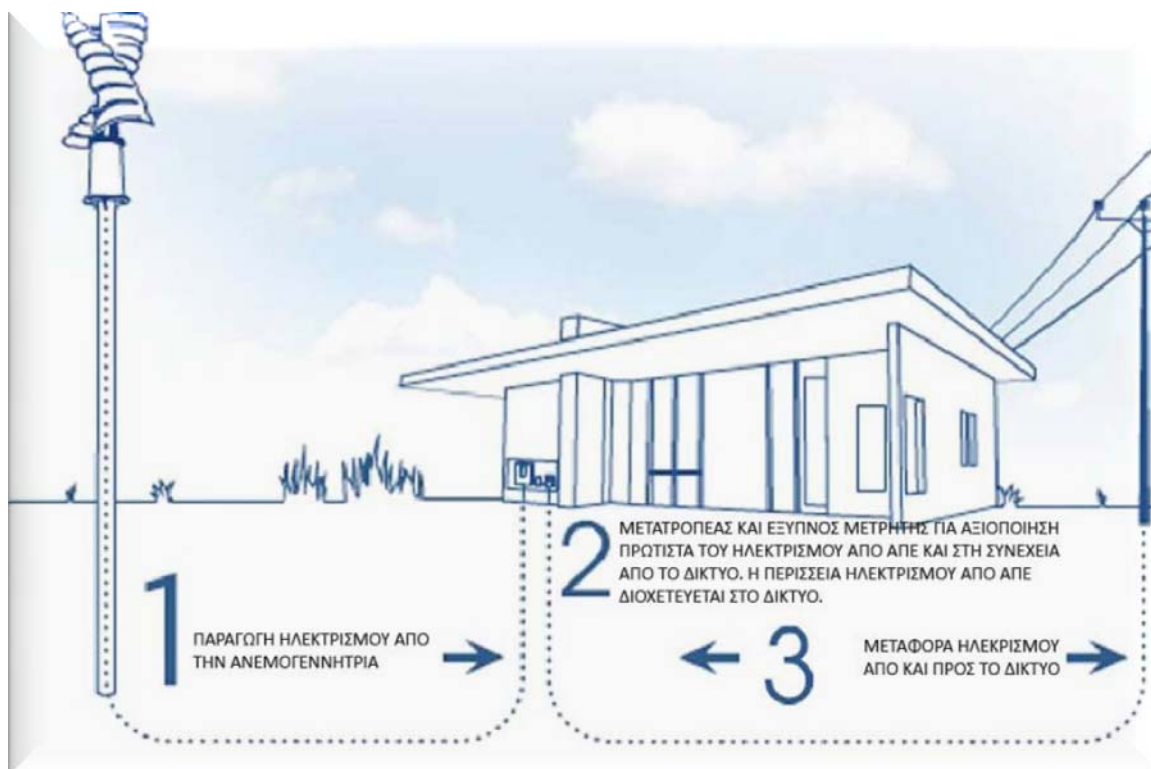 1
ΠΑΡΑΓΩΓΗ ΗΛΕΚΤΡΙΣΜΟΥ ΑΠΟ
ΤΗΝ ΑΝΕΜΟΓΕΝΝΗΤΡΙΑ
2
ΜΕΤΑΤΡΟΠΕΑΣ ΚΑΙ ΕΞΥΠΝΟΣ ΜΕΤΡΗΤΗΣ ΓΙΑ ΑΞΙΟΠΟΙΗΣΗ
ΠΡΩΤΙΣΤΑ ΤΟΥ ΗΛΕΚΤΡΙΣΜΟΥ ΑΠΟ ΑΠΕ ΚΑΙ ΣΤΗ ΣΥΝΕΧΕΙΑ
ΑΠΟ ΤΟ ΔΙΚΤΥΟ. Η ΠΕΡΙΣΣΕΙΑ ΗΛΕΚΤΡΙΣΜΟΥ ΑΠΟ ΑΠΕ
ΔΙΟΧΕΤΕΥΕΤΑΙ ΣΤΟ ΔΙΚΤΥΟ.
3
ΜΕΤΑΦΟΡΑ ΗΛΕΚΡΙΣΜΟΥ
ΑΠΟ ΚΑΙ ΠΡΟΣ ΤΟ ΔΙΚΤΥΟ